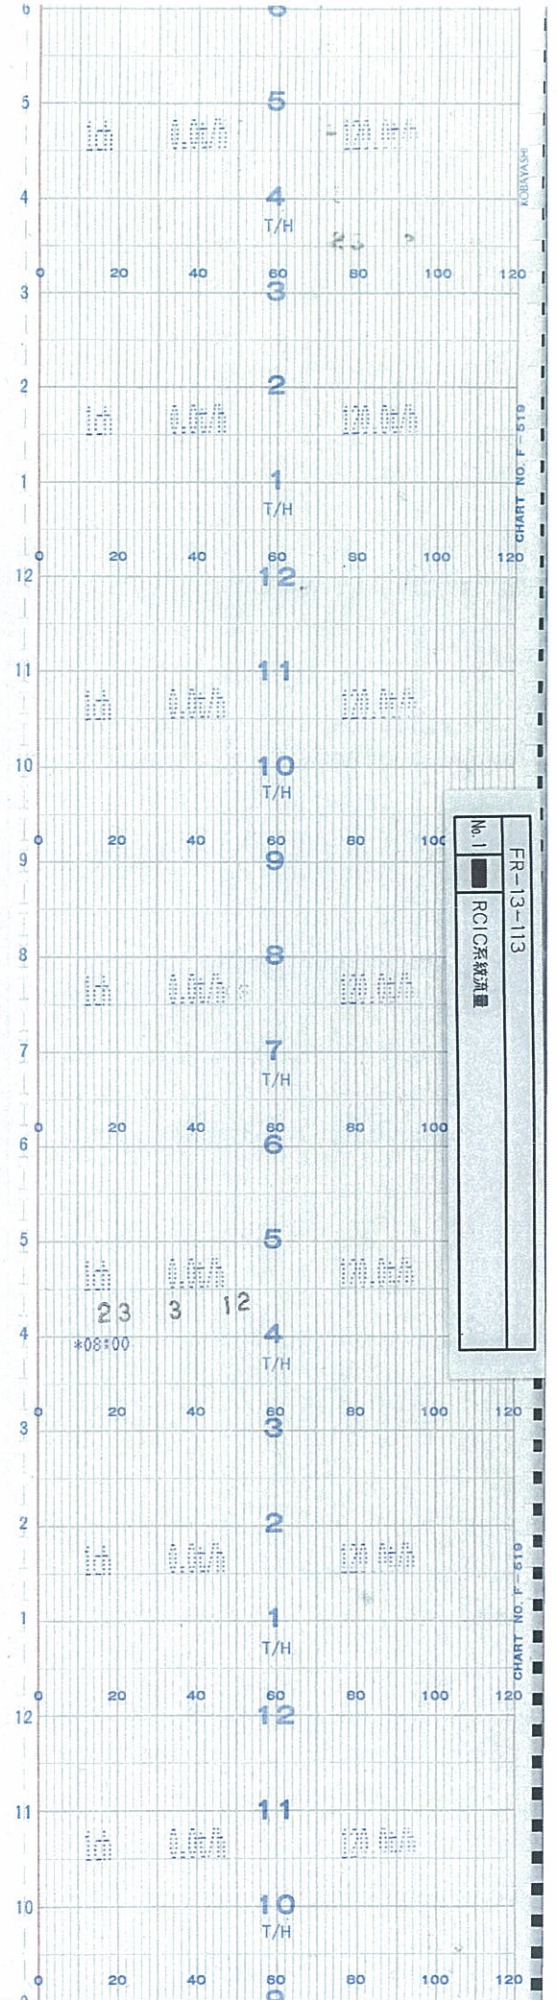 6 6
5 5
1ch 0.0t/h 120.0t/h
KOBAYASHI
4 4
T/H
0 20 40 60 80 100 120
3 3
2 2
1ch 0.0t/h 120.0t/h
CHART NO. F-519
1 1
T/H
0 20 40 60 80 100 120
12 12
11 11
1ch 0.0t/h 120.0t/h
10 10
T/H
FR-13-113
No.1 RCIC系統流量
0 20 40 60 80 100
9 9
8 8
1ch 0.0t/h 120.0t/h
7 7
T/H
0 20 40 60 80 100
6 6
5 5
1ch 0.0t/h 120.0t/h
23 3 12
4 4
*08:00
T/H
0 20 40 60 80 100 120
3 3
2 2
1ch 0.0t/h 120.0t/h
CHART NO. F-519
1 1
T/H
0 20 40 60 80 100 120
12 12
11 11
1ch 0.0t/h 120.0t/h
10 10
T/H
0 20 40 60 80 100 120
9 9